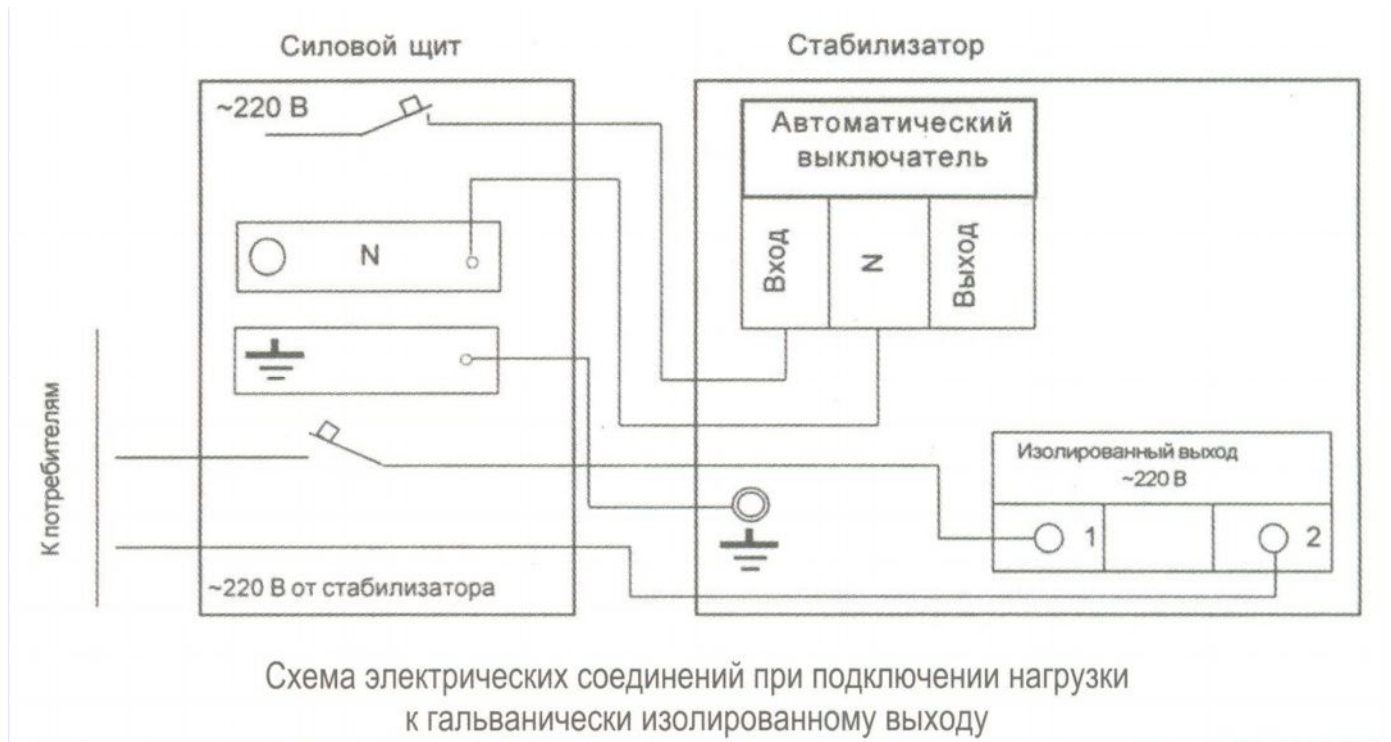 Силовой щит
Стабилизатор
~220 В
Автоматический
выключатель
Вход
N
Выход
N
К потребителям
Изолированный выход
~220 В
1
2
~220 В от стабилизатора
Схема электрических соединений при подключении нагрузки
к гальванически изолированному выходу